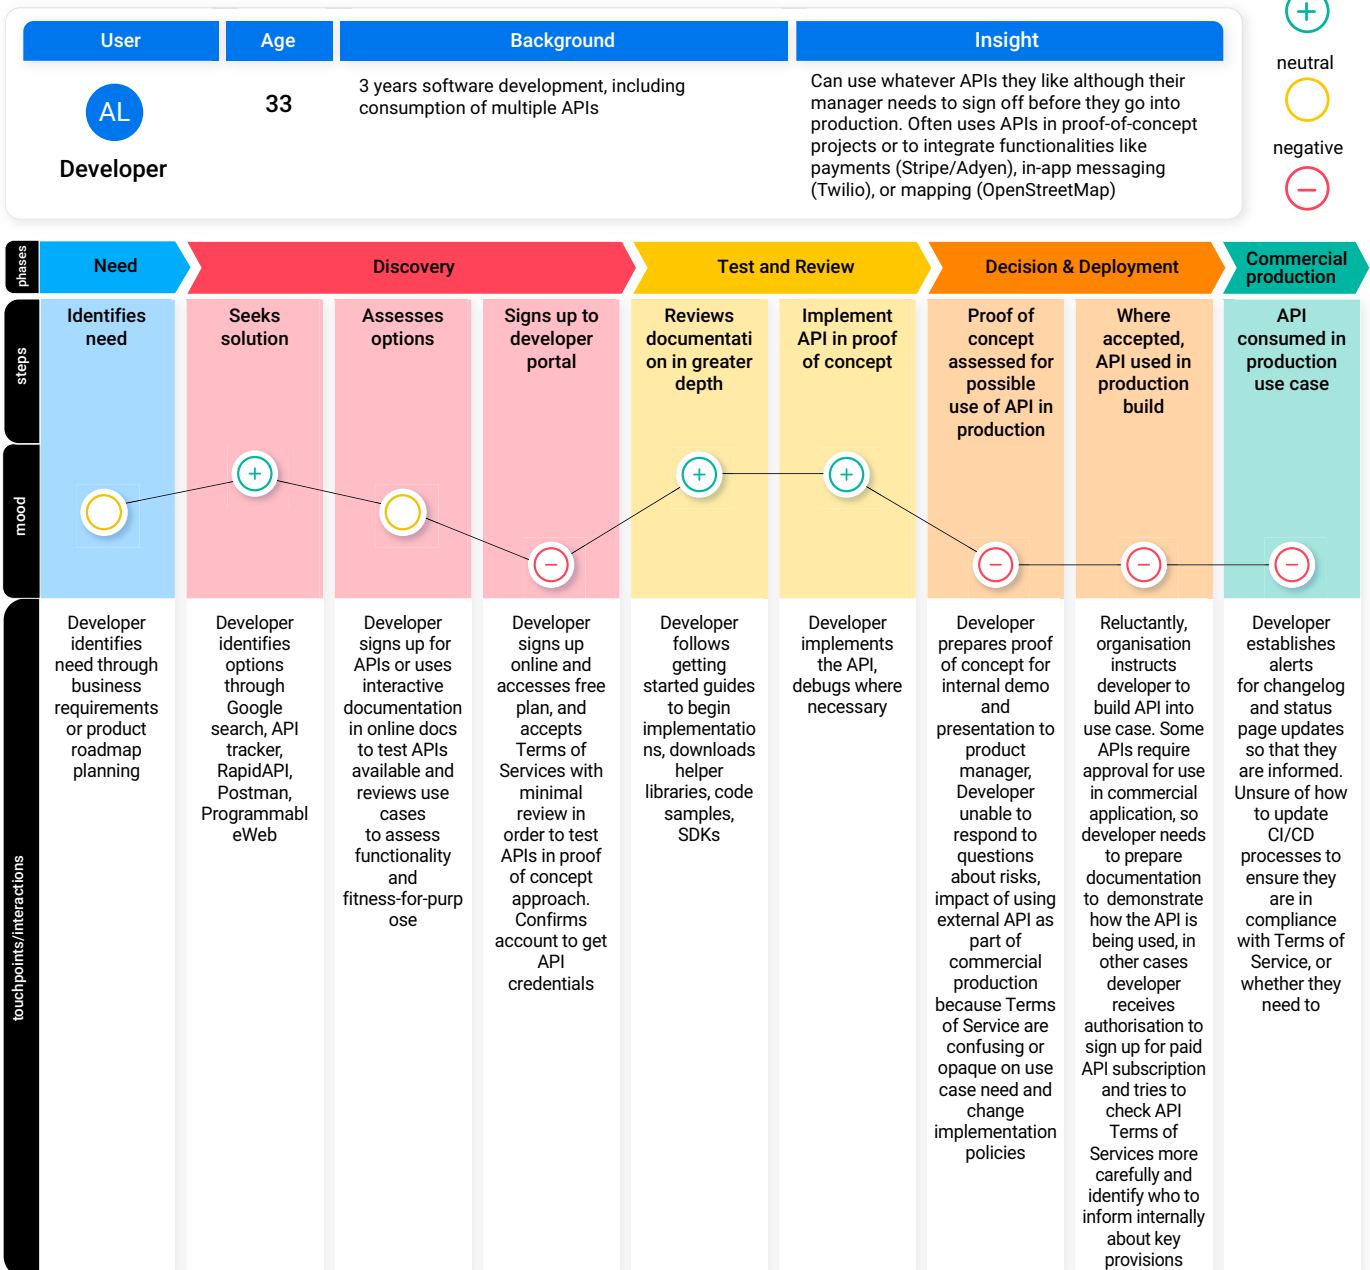 User
Age
Background
Insight
AL
Developer
33
3 years software development, including
consumption of multiple APIs
Can use whatever APIs they like although their
manager needs to sign off before they go into
production. Often uses APIs in proof-of-concept
projects or to integrate functionalities like
payments (Stripe/Adyen), in-app messaging
(Twilio), or mapping (OpenStreetMap)
neutral
negative
phases
Need
Discovery
Test and Review
Decision & Deployment
Commercial
production
steps
Identifies
need
Seeks
solution
Assesses
options
Signs up to
developer
portal
Reviews
documentati
on in greater
depth
Implement
API in proof
of concept
Proof of
concept
assessed for
possible
use of API in
production
Where
accepted,
API used in
production
build
API
consumed in
production
use case
mood
touchpoints/interactions
Developer
identifies
need through
business
requirements
or product
roadmap
planning
Developer
identifies
options
through
Google
search, API
tracker,
RapidAPI,
Postman,
Programmabl
eWeb
Developer
signs up for
APIs or uses
interactive
documentation
in online docs
to test APIs
available and
reviews use
cases
to assess
functionality
and
fitness-for-purp
ose
Developer
signs up
online and
accesses free
plan, and
accepts
Terms of
Services with
minimal
review in
order to test
APIs in proof
of concept
approach.
Confirms
account to get
API
credentials
Developer
follows
getting
started guides
to begin
implementatio
ns, downloads
helper
libraries, code
samples,
SDKs
Developer
implements
the API,
debugs where
necessary
Developer
prepares proof
of concept for
internal demo
and
presentation to
product
manager,
Developer
unable to
respond to
questions
about risks,
impact of using
external API as
part of
commercial
production
because Terms
of Service are
confusing or
opaque on use
case need and
change
implementation
policies
Reluctantly,
organisation
instructs
developer to
build API into
use case. Some
APIs require
approval for use
in commercial
application, so
developer needs
to prepare
documentation
to demonstrate
how the API is
being used, in
other cases
developer
receives
authorisation to
sign up for paid
API subscription
and tries to
check API
Terms of
Services more
carefully and
identify who to
inform internally
about key
provisions
Developer
establishes
alerts
for changelog
and status
page updates
so that they
are informed.
Unsure of how
to update
CI/CD
processes to
ensure they
are in
compliance
with Terms of
Service, or
whether they
need to